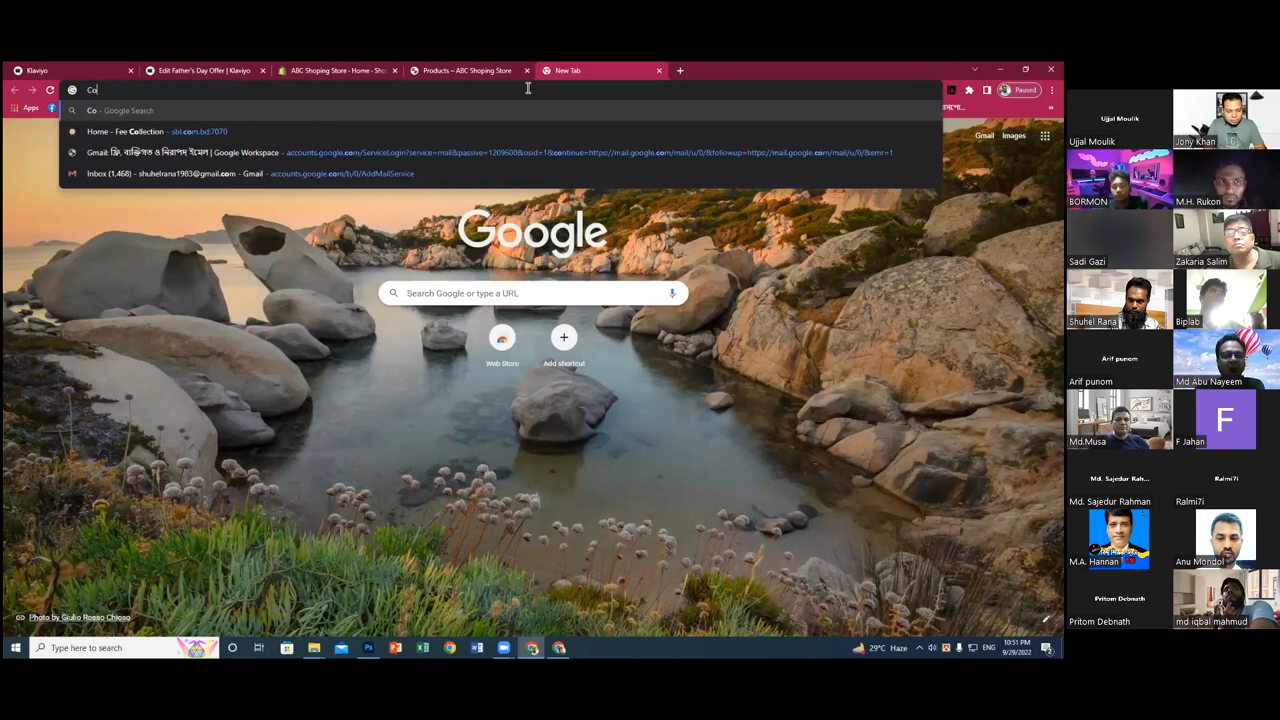 Klaviyo
Edit Father's Day Offer | Klaviyo
ABC Shoping Store - Home - Sho
Products – ABC Shoping Store
New Tab
Co
Paused
Apps
Co - Google Search
Home - Fee Collection - sbl.com.bd:7070
Gmail: ফ্রি, ব্যক্তিগত ও নিরাপদ ইমেল | Google Workspace - accounts.google.com/ServiceLogin?service=mail&passive=1209600&osid=1&continue=https://mail.google.com/mail/u/0/&followup=https://mail.google.com/mail/u/0/&emr=1
Inbox (1,468) - shuhelrana1983@gmail.com - Gmail - accounts.google.com/b/0/AddMailService
Gmail Images
Google
Search Google or type a URL
Web Store
Add shortcut
Photo by Giulio Rosso Chioso
Type here to search
29°C Haze
ENG
10:51 PM
9/29/2022
2
Ujjal Moulik
Ujjal Moulik
Jony Khan
BORMON
M.H. Rukon
Sadi Gazi
Zakaria Salim
Shuhel Rana
Biplab
Arif punom
Arif punom
Md Abu Nayeem
Md.Musa
F
F Jahan
Md. Sajedur Rah...
Md. Sajedur Rahman
Ralmi7i
Ralmi7i
M.A. Hannan
Anu Mondol
Pritom Debnath
Pritom Debnath
md iqbal mahmud